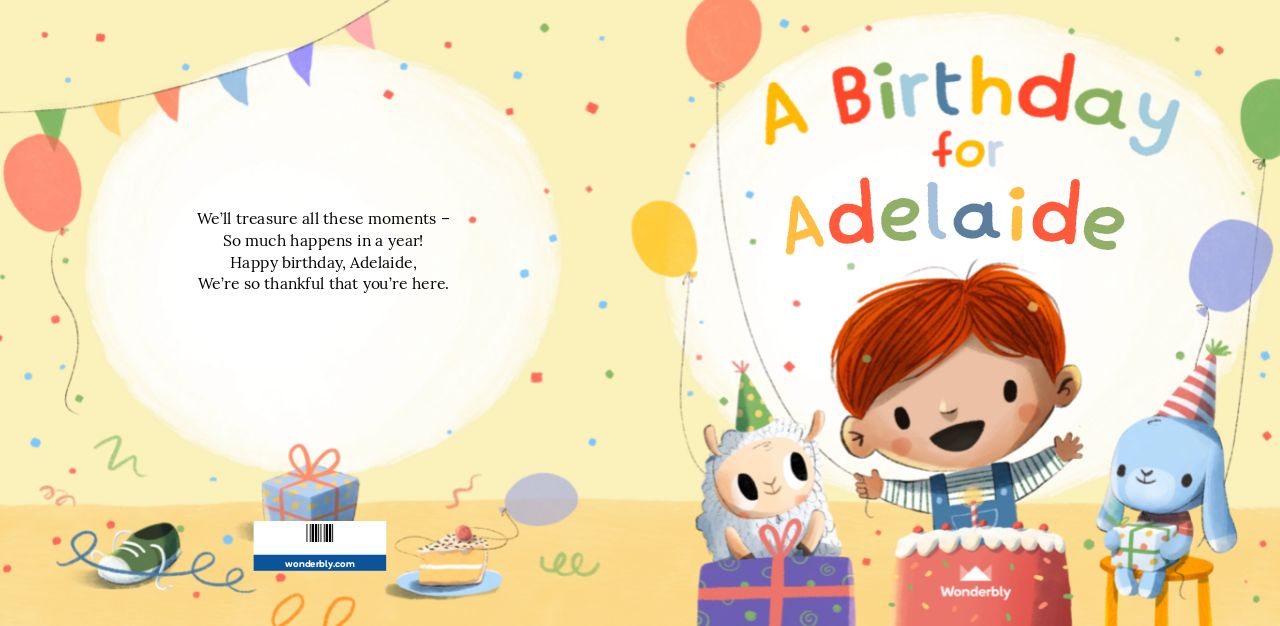 We’ll treasure all these moments –
So much happens in a year!
Happy birthday, Adelaide,
We’re so thankful that you’re here.
wonderbly.com
A Birthday
for
Adelaide
Wonderbly